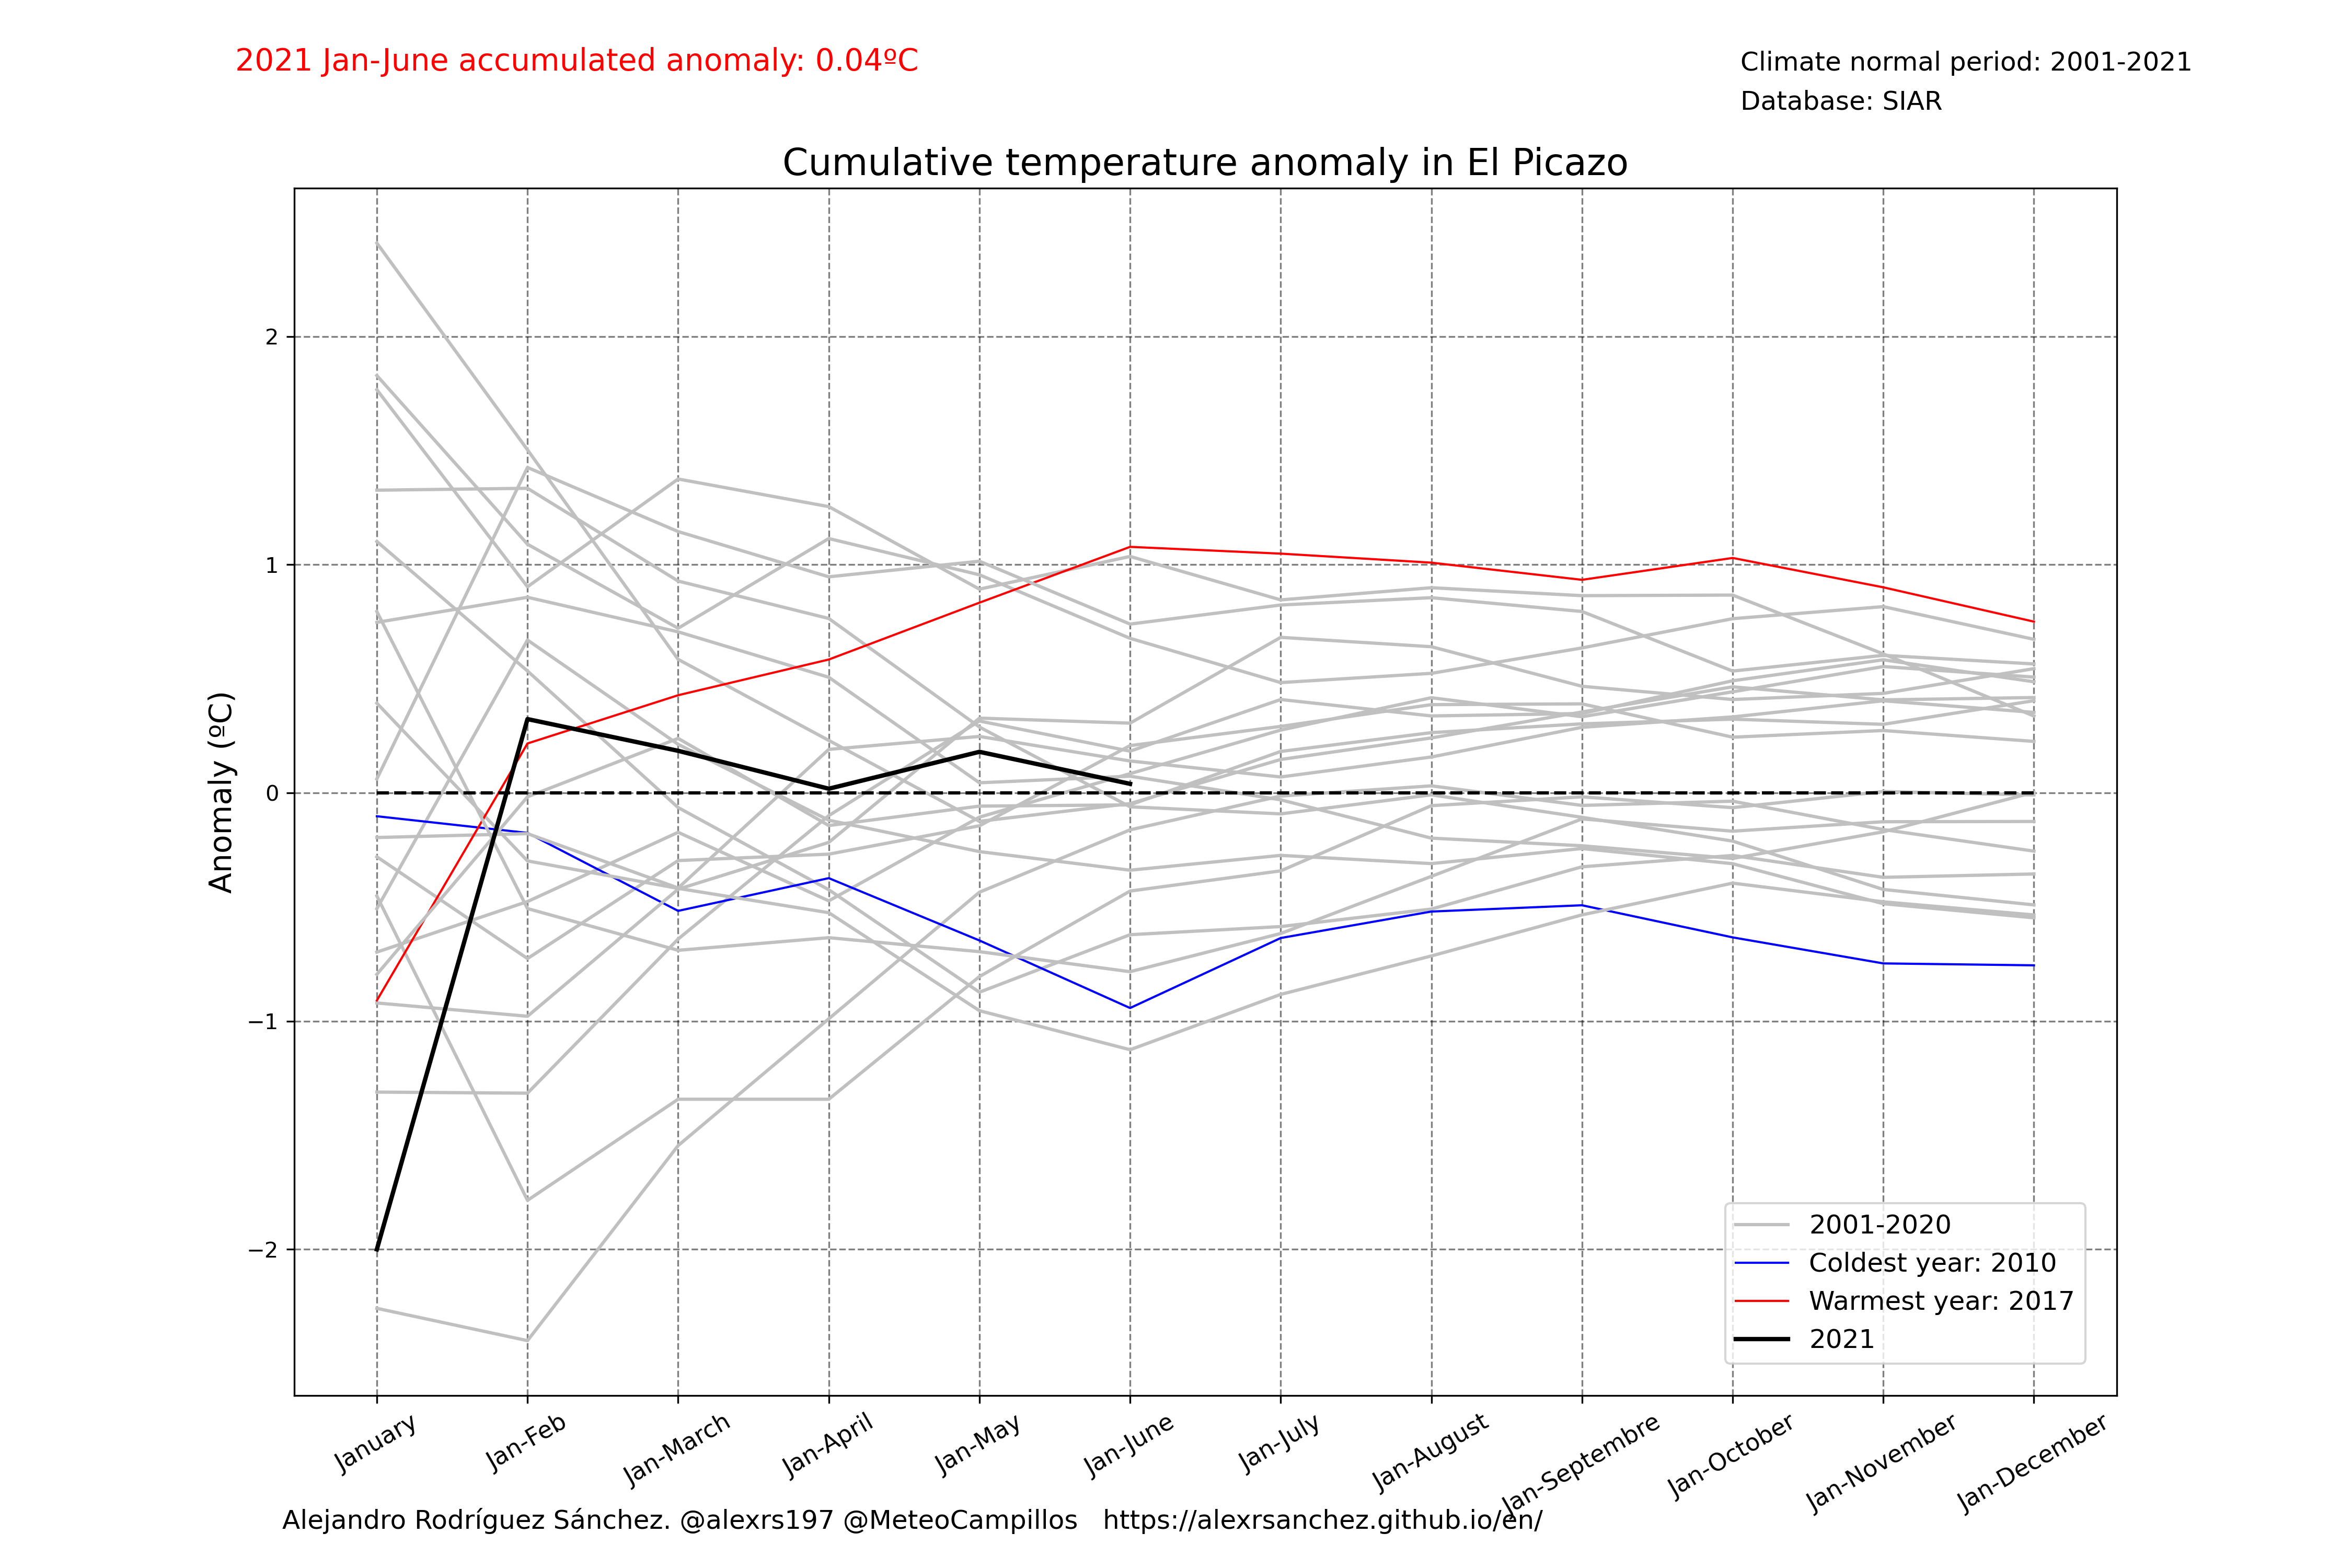 2021 Jan-June accumulated anomaly: 0.04ºC
Climate normal period: 2001-2021
Database: SIAR
Cumulative temperature anomaly in El Picazo
Anomaly (ºC)
2
1
0
−1
−2
2001-2020
Coldest year: 2010
Warmest year: 2017
2021
January
Jan-Feb
Jan-March
Jan-April
Jan-May
Jan-June
Jan-July
Jan-August
Jan-Septembre
Jan-October
Jan-November
Jan-December
Alejandro Rodríguez Sánchez. @alexrs197 @MeteoCampillos https://alexrsanchez.github.io/en/